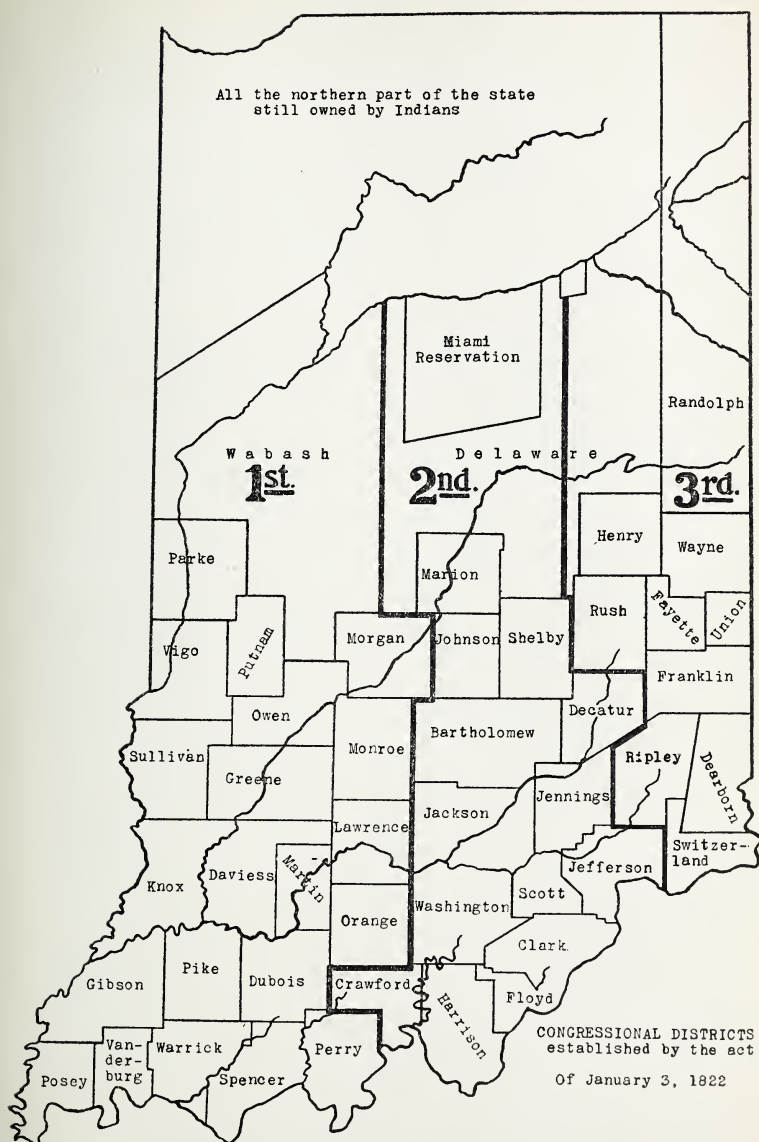 All the northern part of the state
still owned by Indians
Miami
Reservation
Randolph
Wabash
Delaware
1st.
2nd.
3rd.
Parke
Marion
Henry
Wayne
Putnam
Vigo
Morgan
Johnson
Shelby
Rush
Fayette
Union
Franklin
Owen
Decatur
Sullivan
Monroe
Bartholomew
Ripley
Dearborn
Greene
Jackson
Jennings
Lawrence
Switzer-
land
Knox
Daviess
Martin
Jefferson
Orange
Washington
Scott
Clark
Gibson
Pike
Dubois
Crawford
Harrison
Floyd
Posey
Van-
der-
burg
Warrick
Spencer
Perry
CONGRESSIONAL DISTRICTS
established by the act
Of January 3, 1822